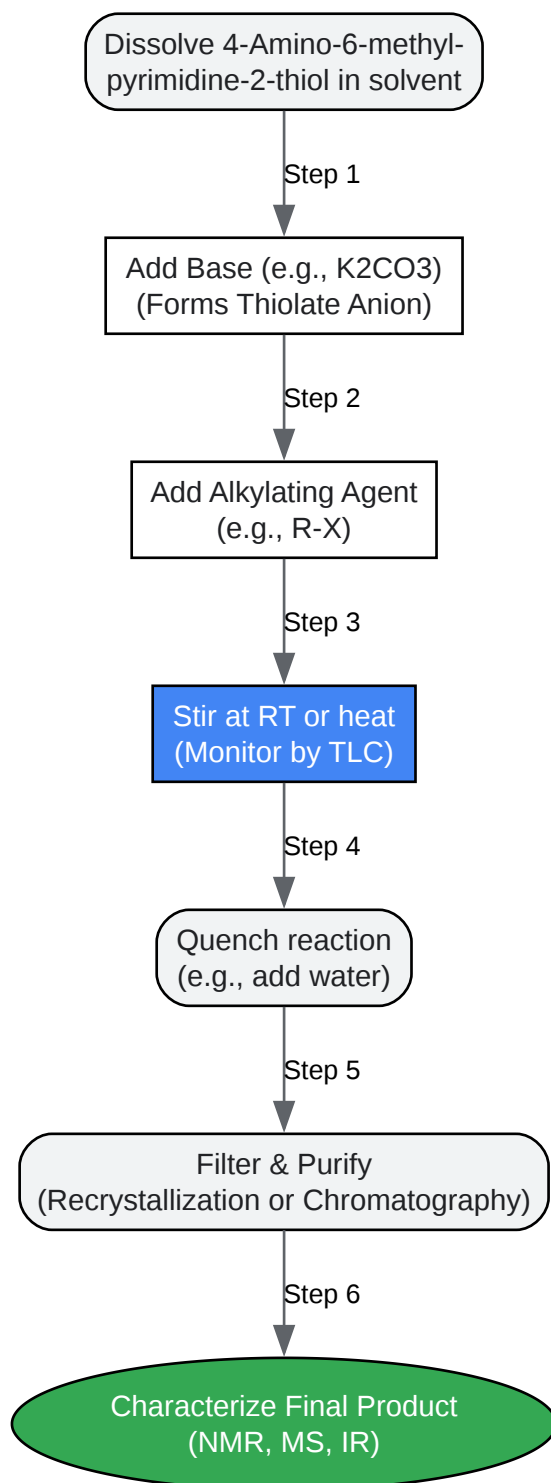 Dissolve 4-Amino-6-methyl-
pyrimidine-2-thiol in solvent
Step 1
Add Base (e.g., K2CO3)
(Forms Thiolate Anion)
Step 2
Add Alkylating Agent
(e.g., R-X)
Step 3
Stir at RT or heat
(Monitor by TLC)
Step 4
Quench reaction
(e.g., add water)
Step 5
Filter & Purify
(Recrystallization or Chromatography)
Step 6
Characterize Final Product
(NMR, MS, IR)